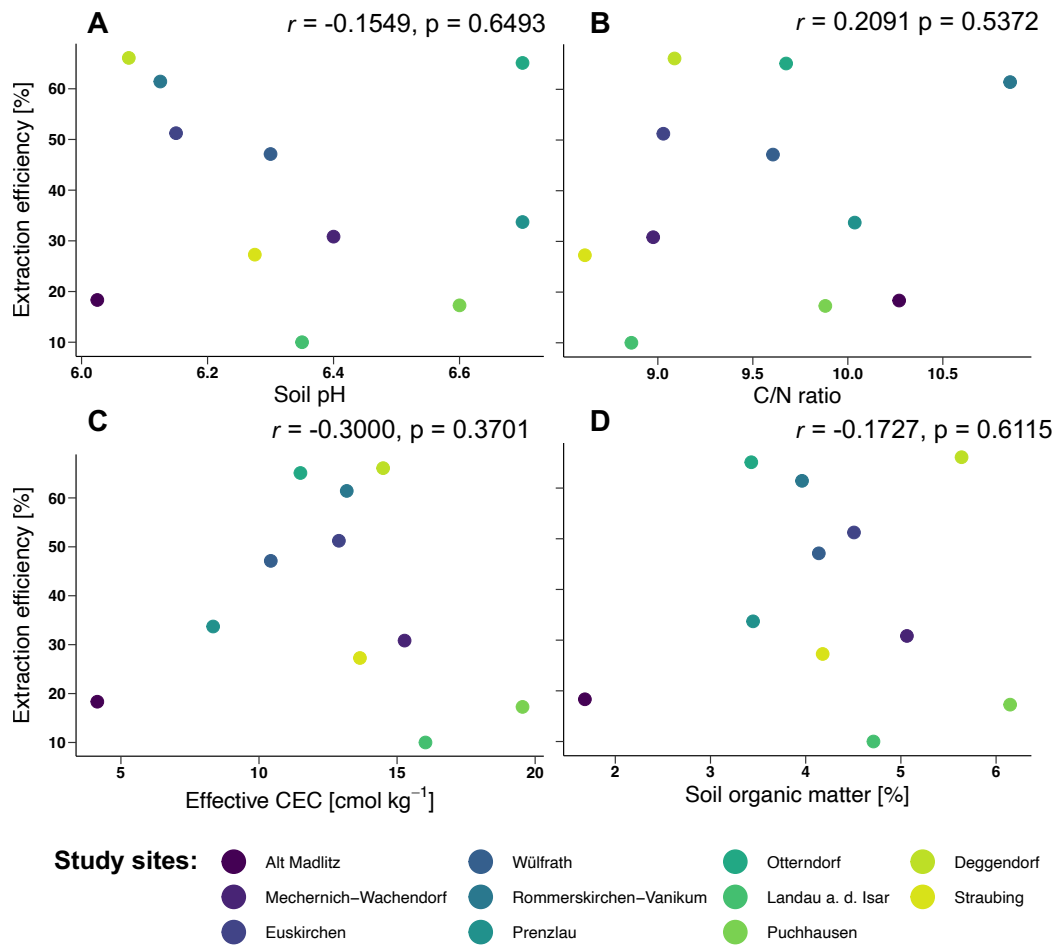 A
r = -0.1549, p = 0.6493
B
r = 0.2091 p = 0.5372
Extraction efficiency [%]
60
50
40
30
20
10
6.0 6.2 6.4 6.6
Soil pH
9.0 9.5 10.0 10.5
C/N ratio
C
r = -0.3000, p = 0.3701
D
r = -0.1727, p = 0.6115
Extraction efficiency [%]
60
50
40
30
20
10
5 10 15 20
Effective CEC [cmol kg⁻¹]
2 3 4 5 6
Soil organic matter [%]
Study sites:
Alt Madlitz
Mechernich−Wachendorf
Euskirchen
Wülfrath
Rommerskirchen−Vanikum
Prenzlau
Otterndorf
Landau a. d. Isar
Puchhausen
Deggendorf
Straubing